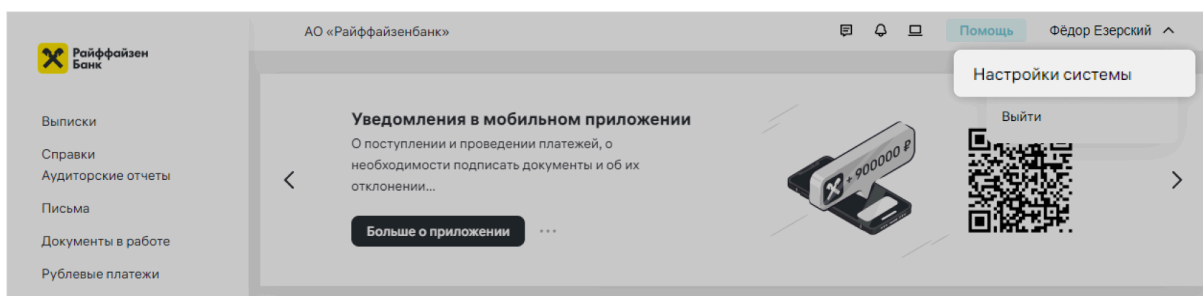 Райффайзен
Банк
АО «Райффайзенбанк»
Помощь
Фёдор Езерский
Настройки системы
Выйти
Выписки
Справки
Аудиторские отчеты
Письма
Документы в работе
Рублевые платежи
Уведомления в мобильном приложении
О поступлении и проведении платежей, о
необходимости подписать документы и об их
отклонении...
Больше о приложении
+900000 ₽